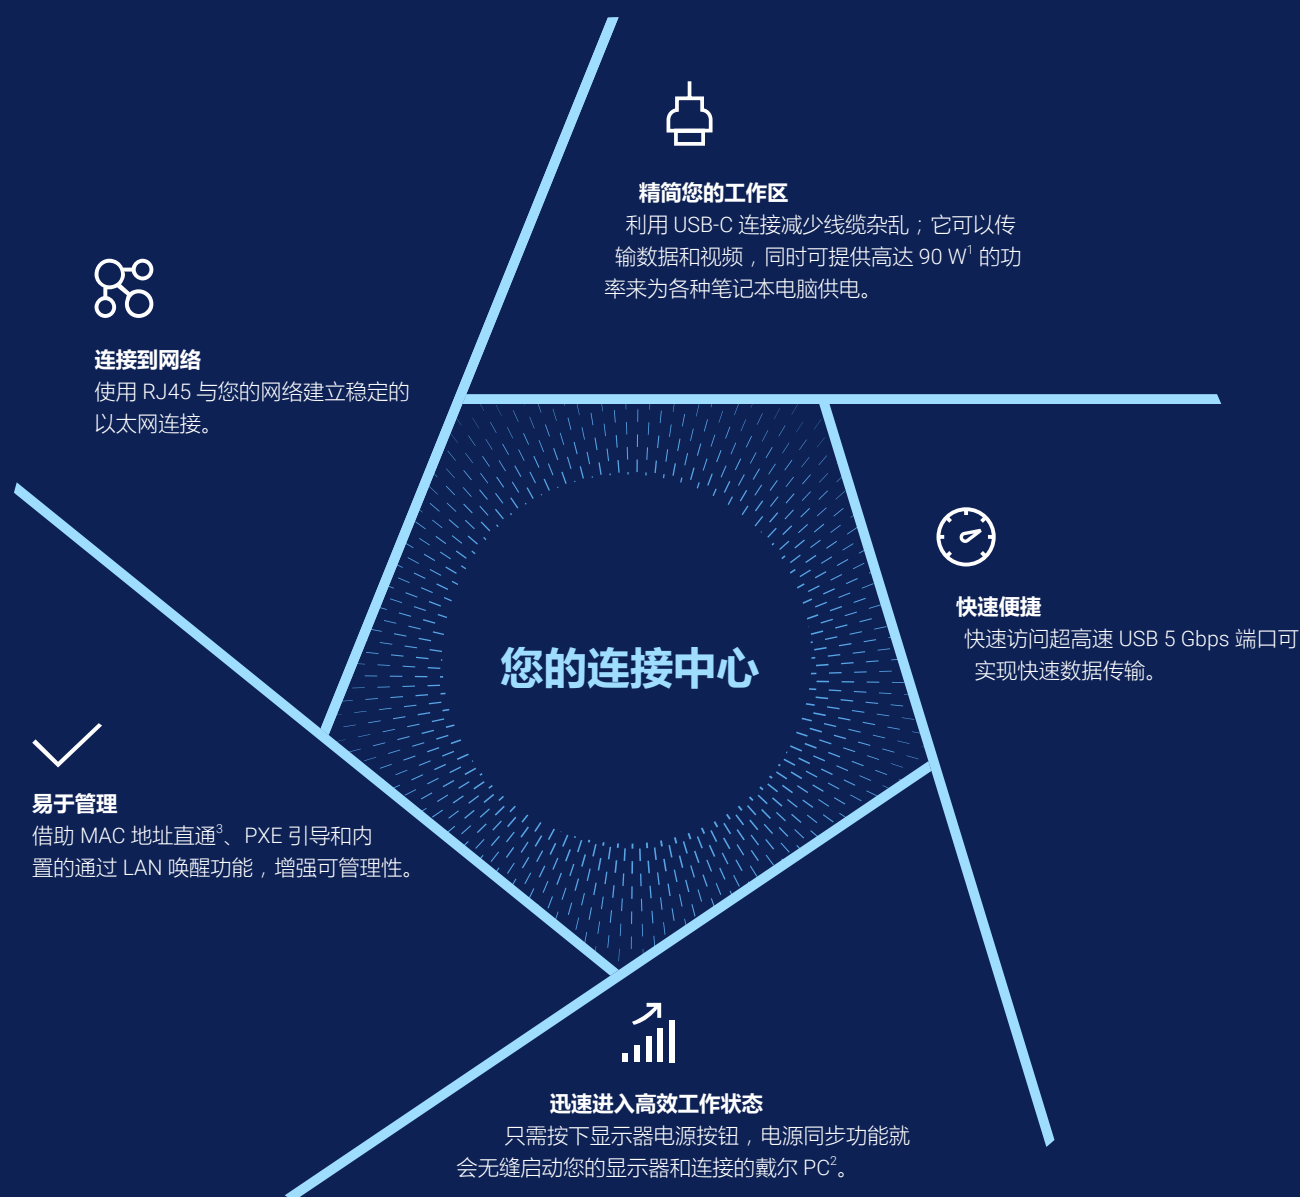 精简您的工作区
利用 USB-C 连接减少线缆杂乱；它可以传
输数据和视频，同时可提供高达 90 W¹ 的功
率来为各种笔记本电脑供电。
连接到网络
使用 RJ45 与您的网络建立稳定的
以太网连接。
快速便捷
快速访问超高速 USB 5 Gbps 端口可
实现快速数据传输。
您的连接中心
易于管理
借助 MAC 地址直通³、PXE 引导和内
置的通过 LAN 唤醒功能，增强可管理性。
迅速进入高效工作状态
只需按下显示器电源按钮，电源同步功能就
会无缝启动您的显示器和连接的戴尔 PC²。